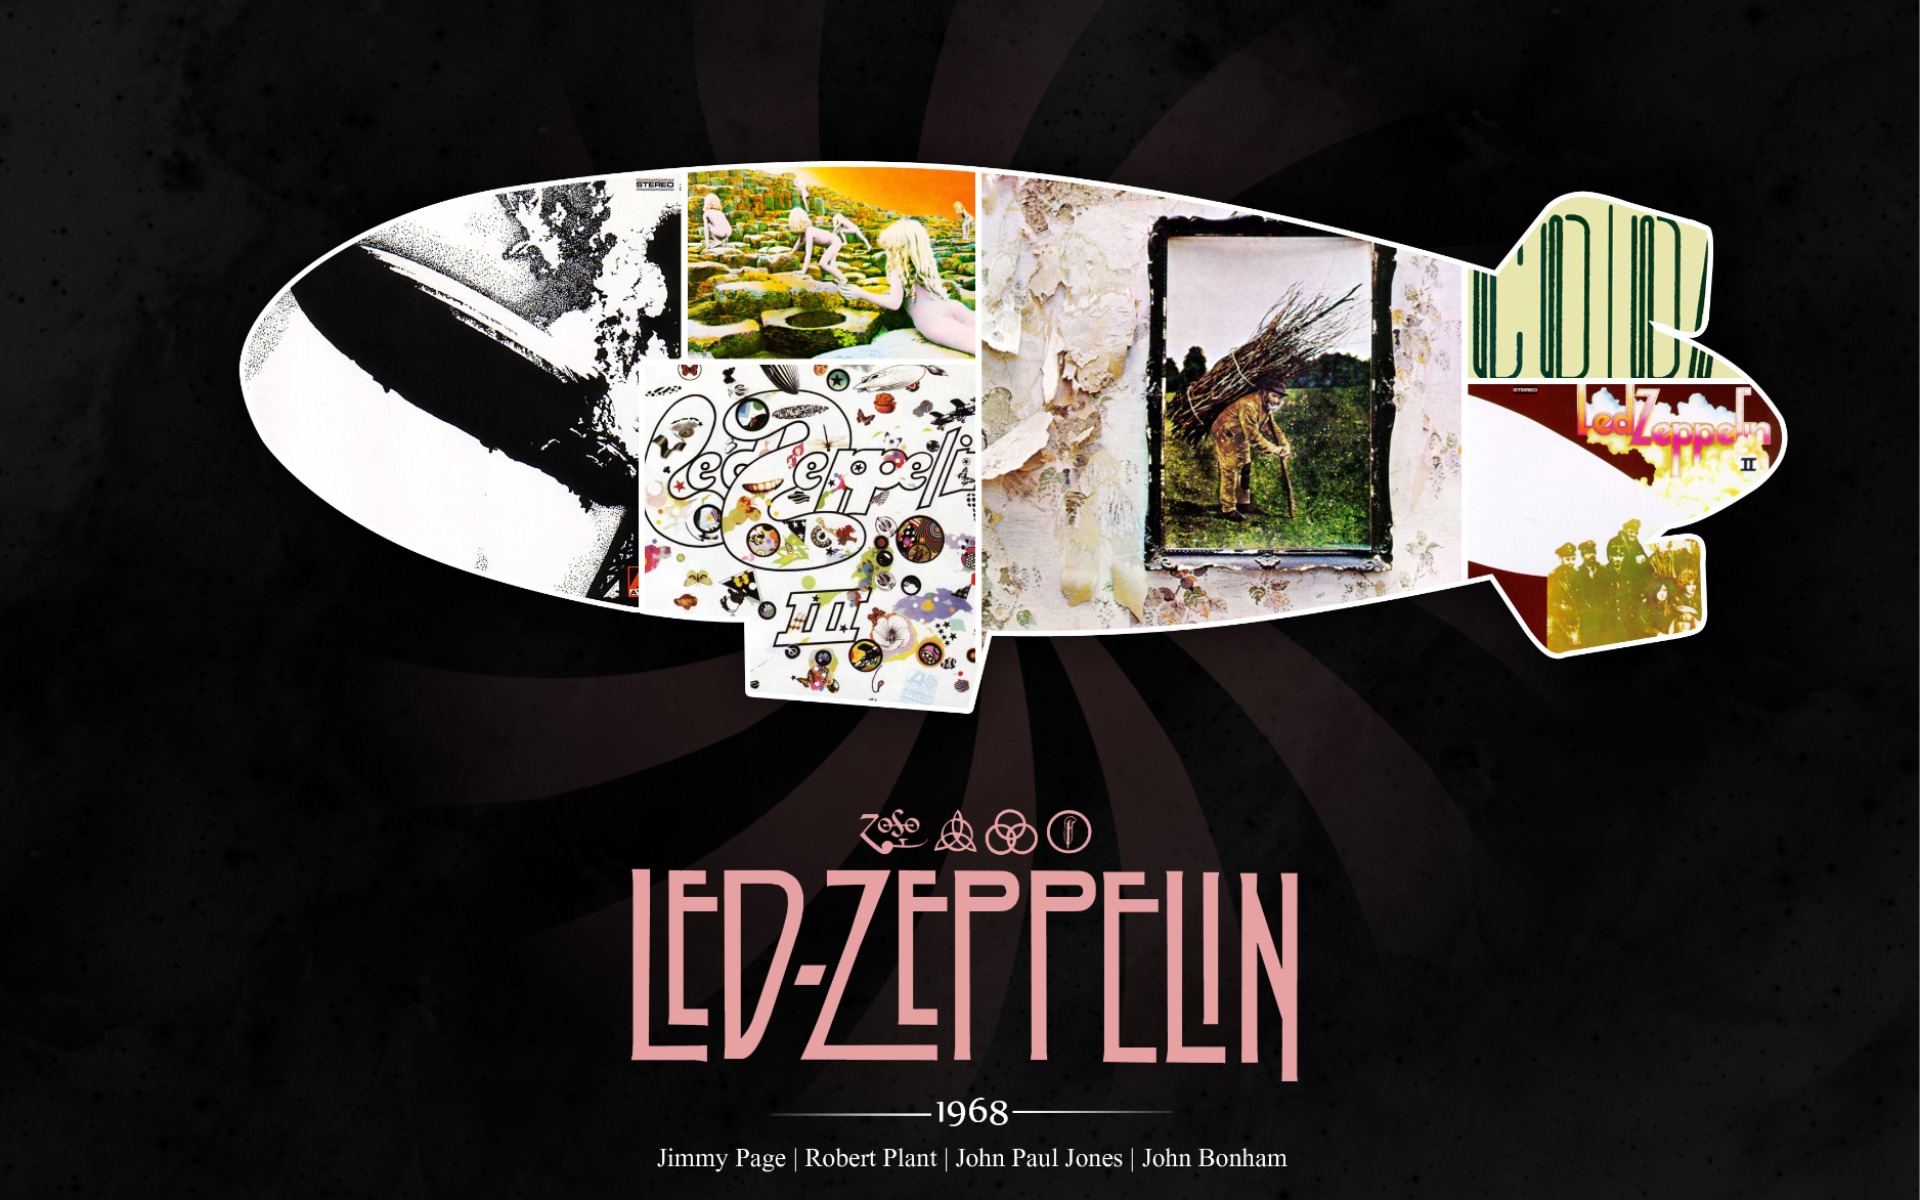 STEREO
CODA
STEREO
Led Zeppelin
II
Led Zeppelin
III
ZOSO
LED-ZEPPELIN
1968
Jimmy Page | Robert Plant | John Paul Jones | John Bonham